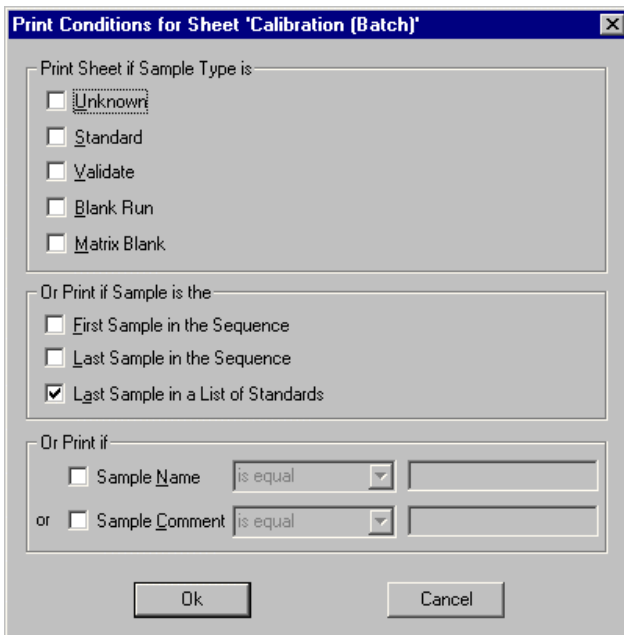 Print Conditions for Sheet 'Calibration (Batch)'
Print Sheet if Sample Type is
Unknown
Standard
Validate
Blank Run
Matrix Blank
Or Print if Sample is the
First Sample in the Sequence
Last Sample in the Sequence
Last Sample in a List of Standards
Or Print if
Sample Name is equal
or Sample Comment is equal
Ok Cancel